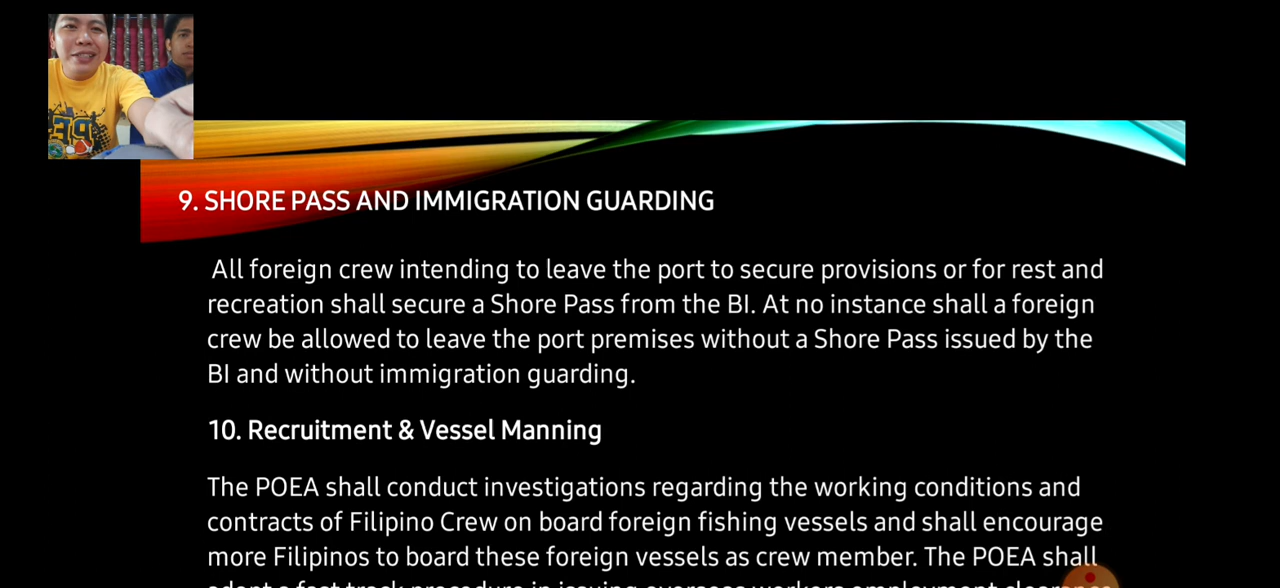 9. SHORE PASS AND IMMIGRATION GUARDING
All foreign crew intending to leave the port to secure provisions or for rest and
recreation shall secure a Shore Pass from the BI. At no instance shall a foreign
crew be allowed to leave the port premises without a Shore Pass issued by the
BI and without immigration guarding.
10. Recruitment & Vessel Manning
The POEA shall conduct investigations regarding the working conditions and
contracts of Filipino Crew on board foreign fishing vessels and shall encourage
more Filipinos to board these foreign vessels as crew member. The POEA shall